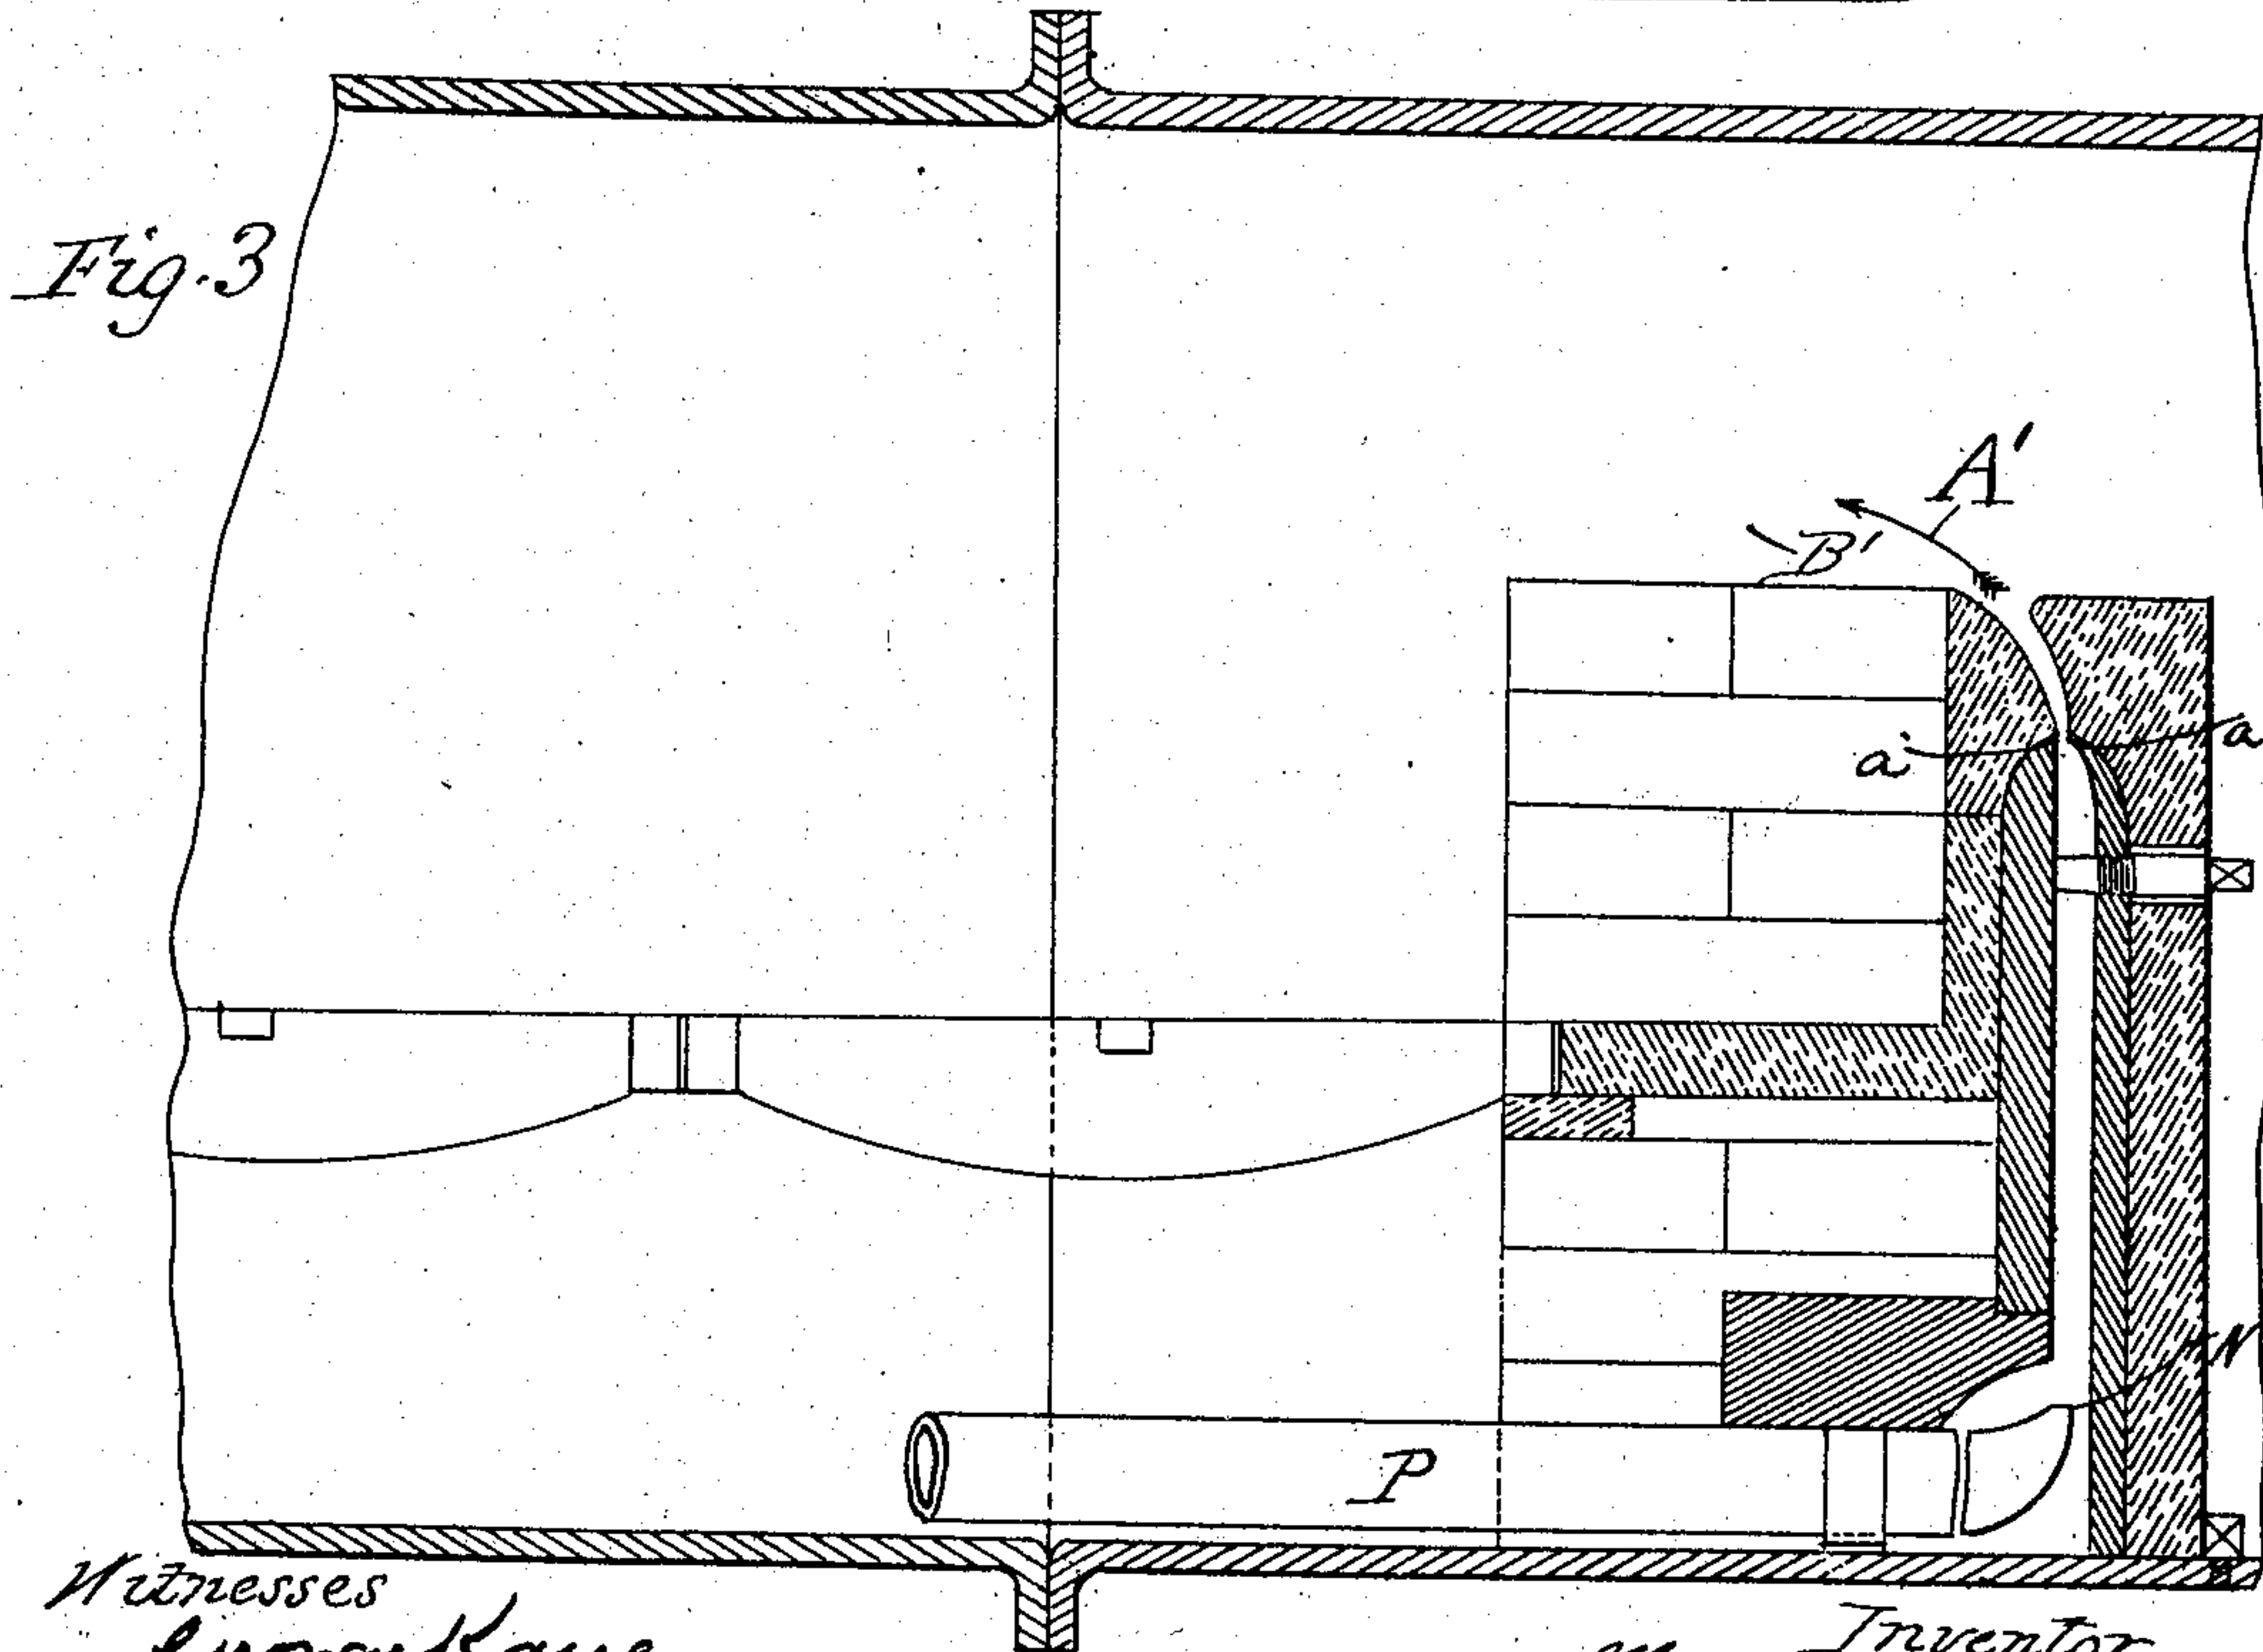 Fig. 3
A'
B'
a'
a
N
P
Witnesses
Inventor